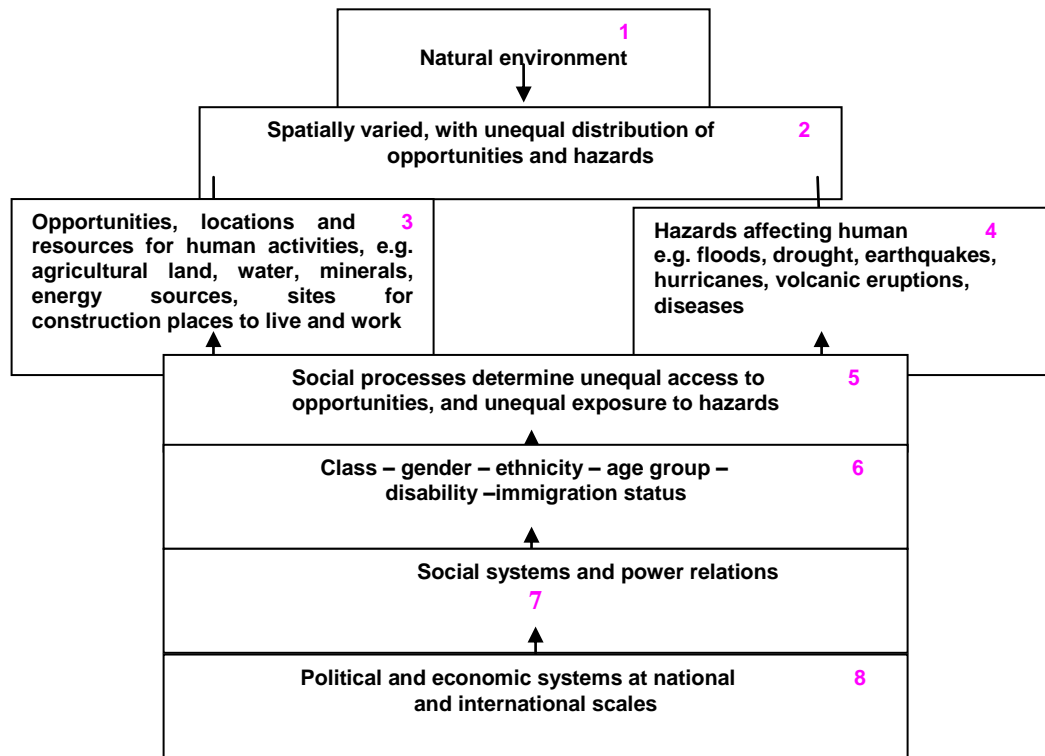 1
Natural environment
Spatially varied, with unequal distribution of 2
opportunities and hazards
Opportunities, locations and 3
resources for human activities, e.g.
agricultural land, water, minerals,
energy sources, sites for
construction places to live and work
Hazards affecting human 4
e.g. floods, drought, earthquakes,
hurricanes, volcanic eruptions,
diseases
Social processes determine unequal access to 5
opportunities, and unequal exposure to hazards
Class – gender – ethnicity – age group – 6
disability –immigration status
Social systems and power relations
7
Political and economic systems at national 8
and international scales